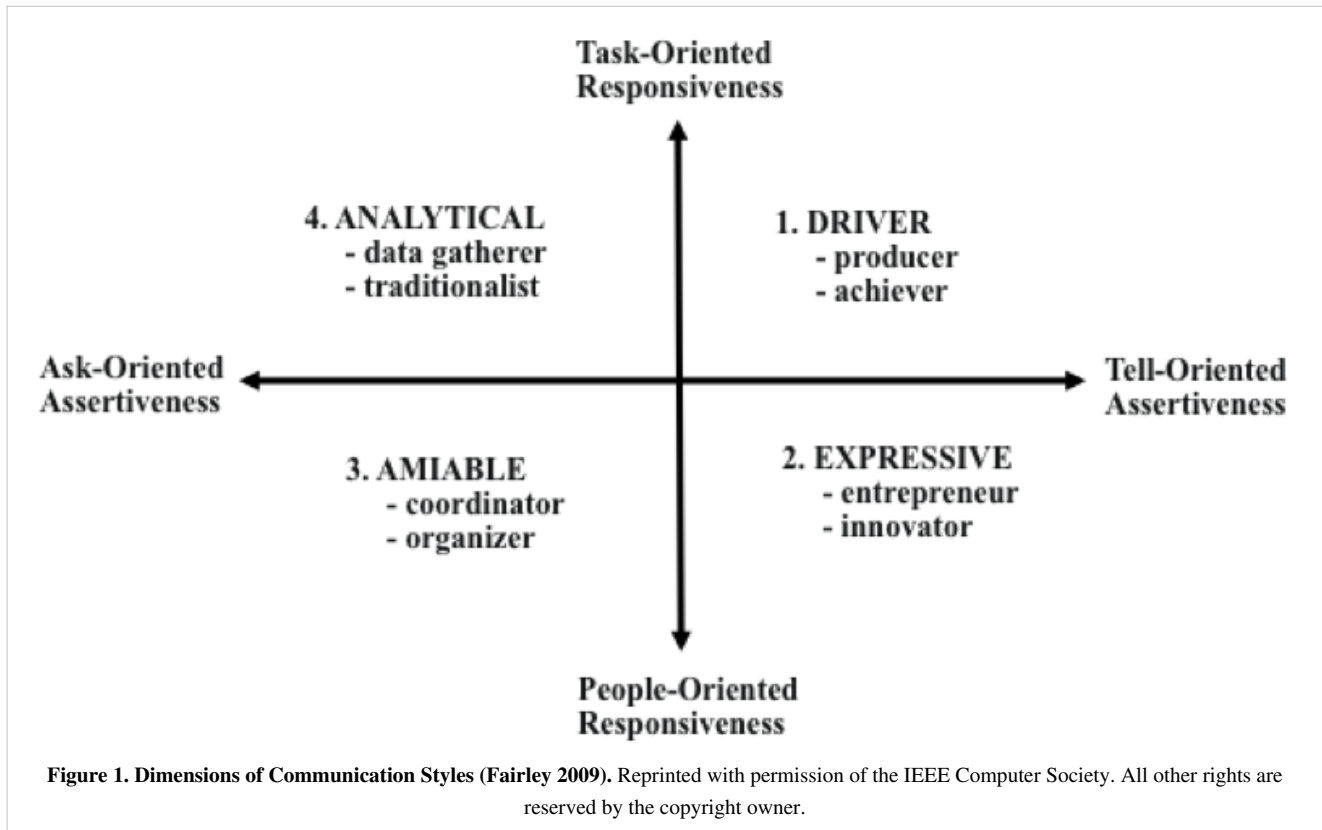 Task-Oriented
Responsiveness
4. ANALYTICAL
- data gatherer
- traditionalist
1. DRIVER
- producer
- achiever
Ask-Oriented
Assertiveness
Tell-Oriented
Assertiveness
3. AMIABLE
- coordinator
- organizer
2. EXPRESSIVE
- entrepreneur
- innovator
People-Oriented
Responsiveness
Figure 1. Dimensions of Communication Styles (Fairley 2009). Reprinted with permission of the IEEE Computer Society. All other rights are
reserved by the copyright owner.